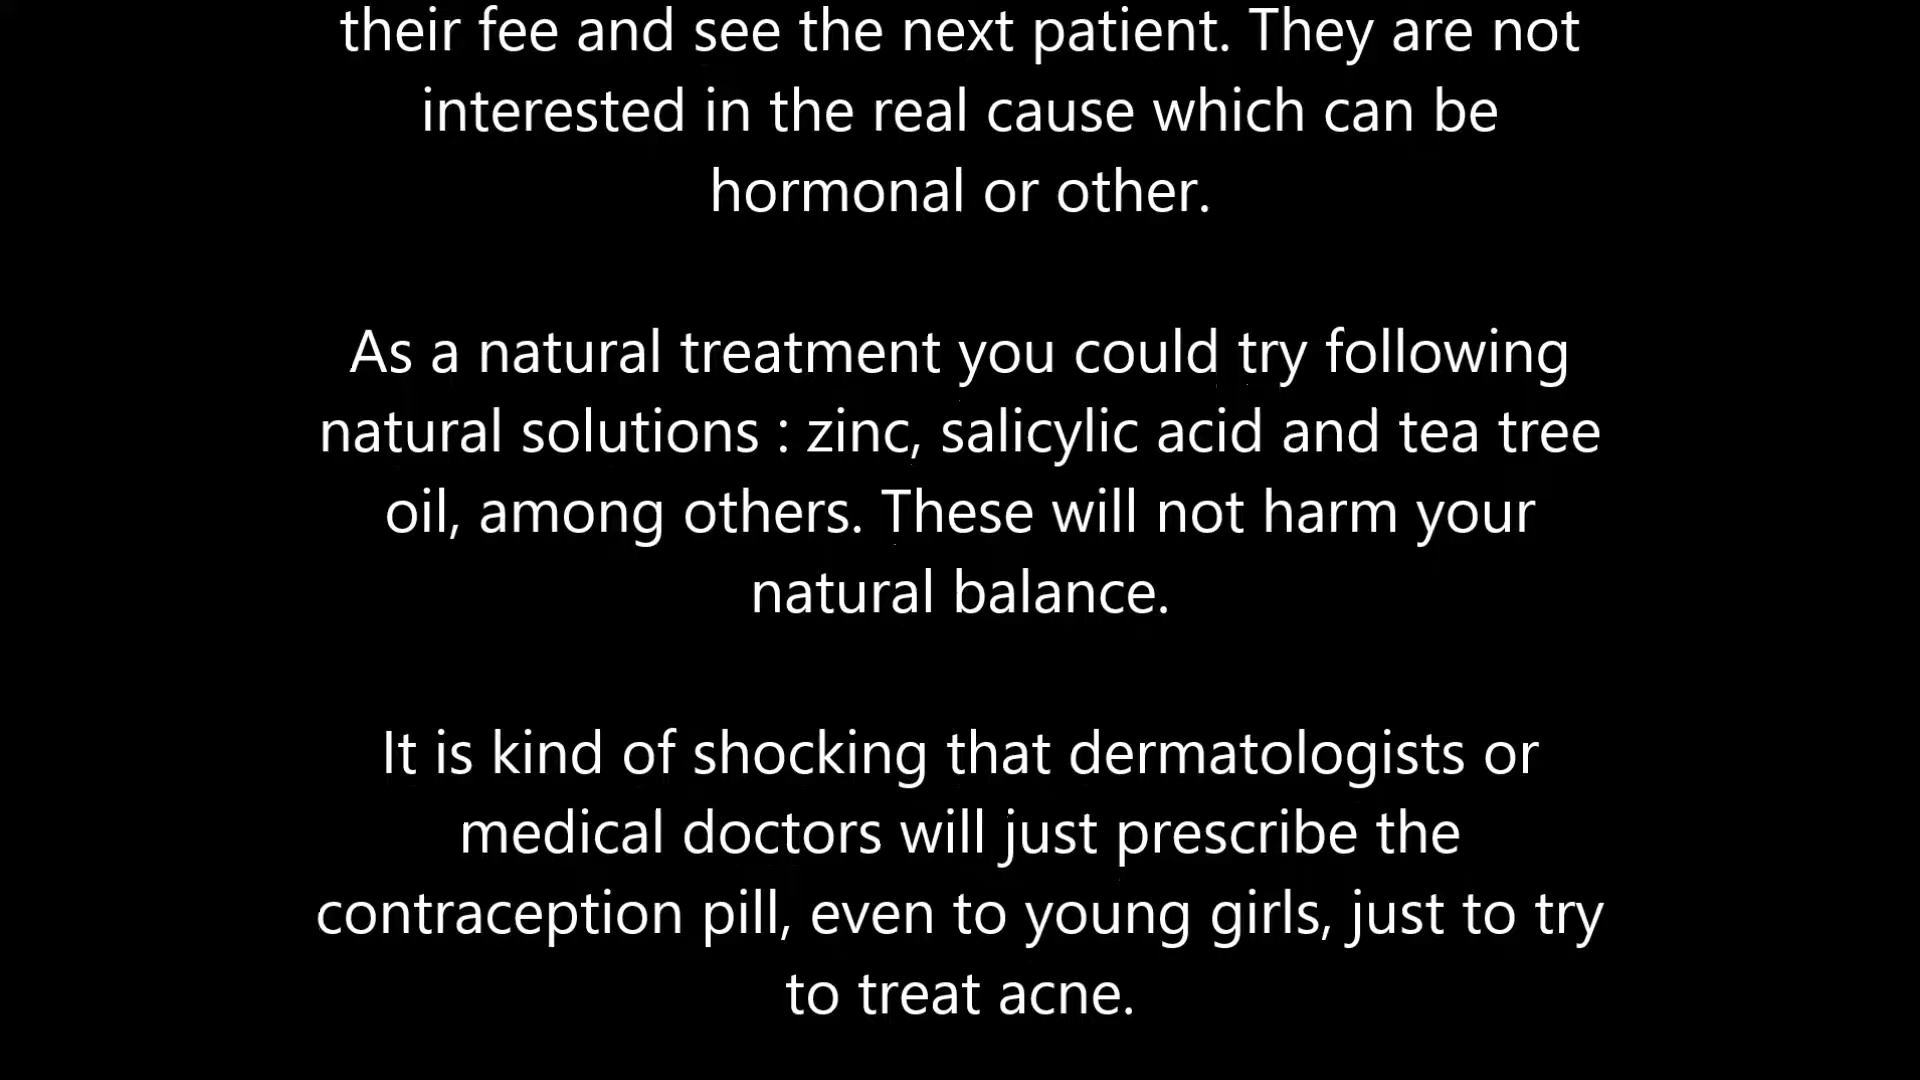 their fee and see the next patient. They are not
interested in the real cause which can be
hormonal or other.
As a natural treatment you could try following
natural solutions : zinc, salicylic acid and tea tree
oil, among others. These will not harm your
natural balance.
It is kind of shocking that dermatologists or
medical doctors will just prescribe the
contraception pill, even to young girls, just to try
to treat acne.